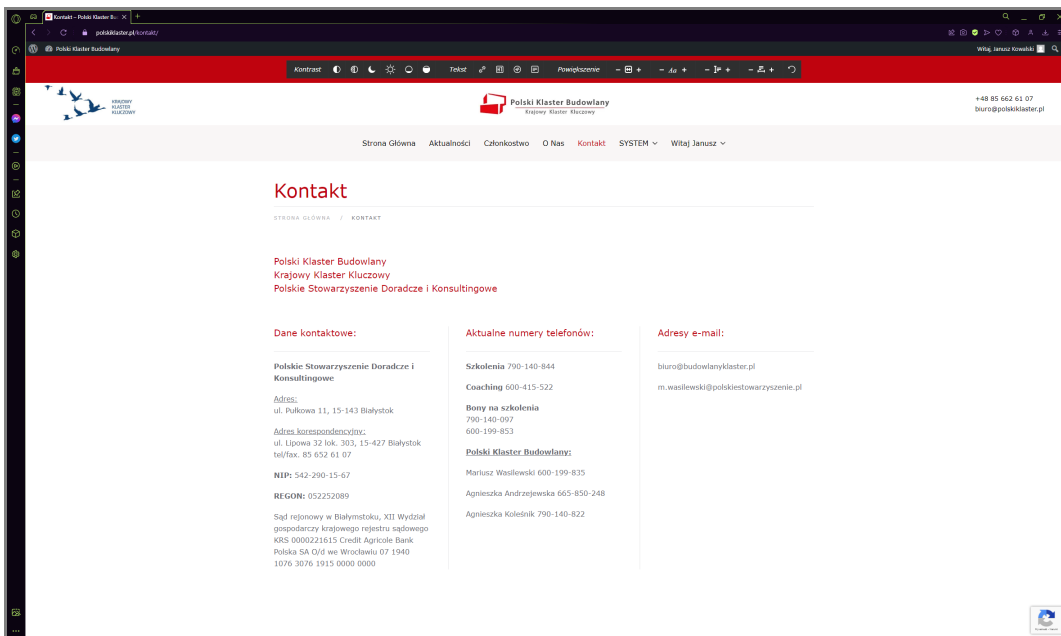 Kontakt – Polski Klaster Bu
polskiklaster.pl/kontakt/
Polski Klaster Budowlany
Witaj, Janusz Kowalski
Kontrast
Tekst
Powiększenie
KRAJOWY
KLASTER
KLUCZOWY
Polski Klaster Budowlany
Krajowy Klaster Kluczowy
+48 85 662 61 07
biuro@polskiklaster.pl
Strona Główna Aktualności Członkostwo O Nas Kontakt SYSTEM Witaj Janusz
Kontakt
STRONA GŁÓWNA / KONTAKT
Polski Klaster Budowlany
Krajowy Klaster Kluczowy
Polskie Stowarzyszenie Doradcze i Konsultingowe
Dane kontaktowe:
Polskie Stowarzyszenie Doradcze i
Konsultingowe
Adres:
ul. Pułkowa 11, 15-143 Białystok
Adres korespondencyjny:
ul. Lipowa 32 lok. 303, 15-427 Białystok
tel/fax. 85 652 61 07
NIP: 542-290-15-67
REGON: 052252089
Sąd rejonowy w Białymstoku, XII Wydział
gospodarczy krajowego rejestru sądowego
KRS 0000221615 Credit Agricole Bank
Polska SA O/d we Wrocławiu 07 1940
1076 3076 1915 0000 0000
Aktualne numery telefonów:
Szkolenia 790-140-844
Coaching 600-415-522
Bony na szkolenia
790-140-097
600-199-853
Polski Klaster Budowlany:
Mariusz Wasilewski 600-199-835
Agnieszka Andrzejewska 665-850-248
Agnieszka Koleśnik 790-140-822
Adresy e-mail:
biuro@budowlanyklaster.pl
m.wasilewski@polskiestowarzyszenie.pl